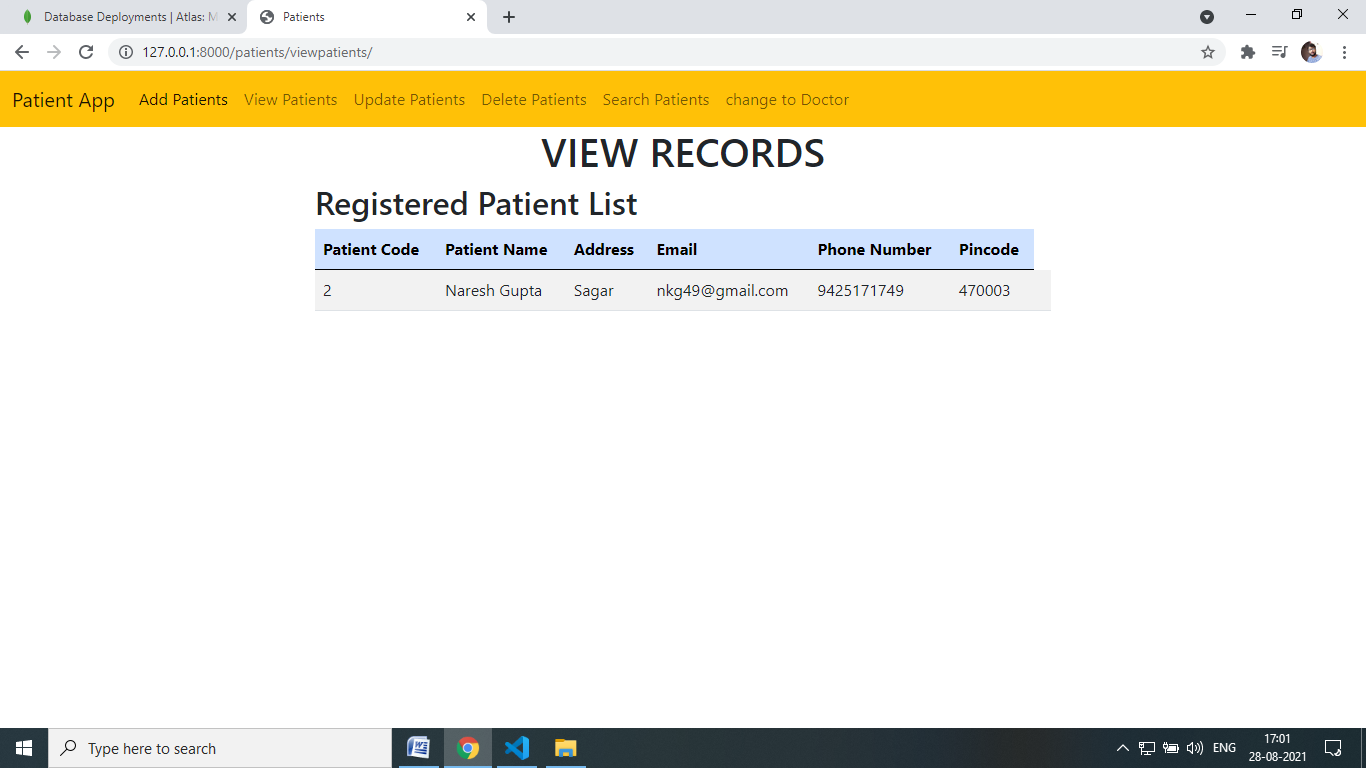 Database Deployments | Atlas: M
Patients
127.0.0.1:8000/patients/viewpatients/
Patient App Add Patients View Patients Update Patients Delete Patients Search Patients change to Doctor
VIEW RECORDS
Registered Patient List
Patient Code Patient Name Address Email Phone Number Pincode
2 Naresh Gupta Sagar nkg49@gmail.com 9425171749 470003
Type here to search
ENG
17:01
28-08-2021